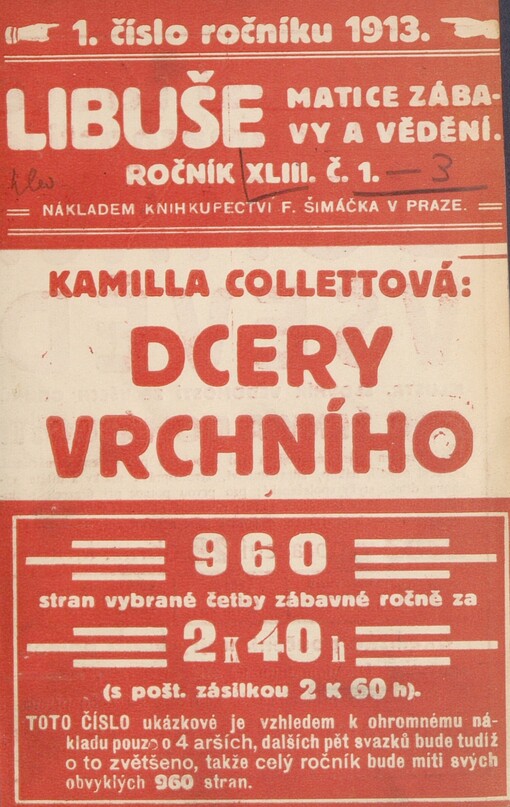 1. číslo ročníku 1913.
LIBUŠE MATICE ZÁBA-
VY A VĚDĚNÍ.
ROČNÍK XLIII. Č. 1. – 3
NÁKLADEM KNIHKUPECTVÍ F. ŠIMÁČKA V PRAZE.
KAMILLA COLLETTOVÁ:
DCERY
VRCHNÍHO
960
stran vybrané četby zábavné ročně za
2 K 40 h
(s pošt. zásilkou 2 K 60 h).
TOTO ČÍSLO ukázkové je vzhledem k ohromnému ná-
kladu pouze o 4 arších, dalších pět svazků bude tudíž
o to zvětšeno, takže celý ročník bude míti svých
obvyklých 960 stran.